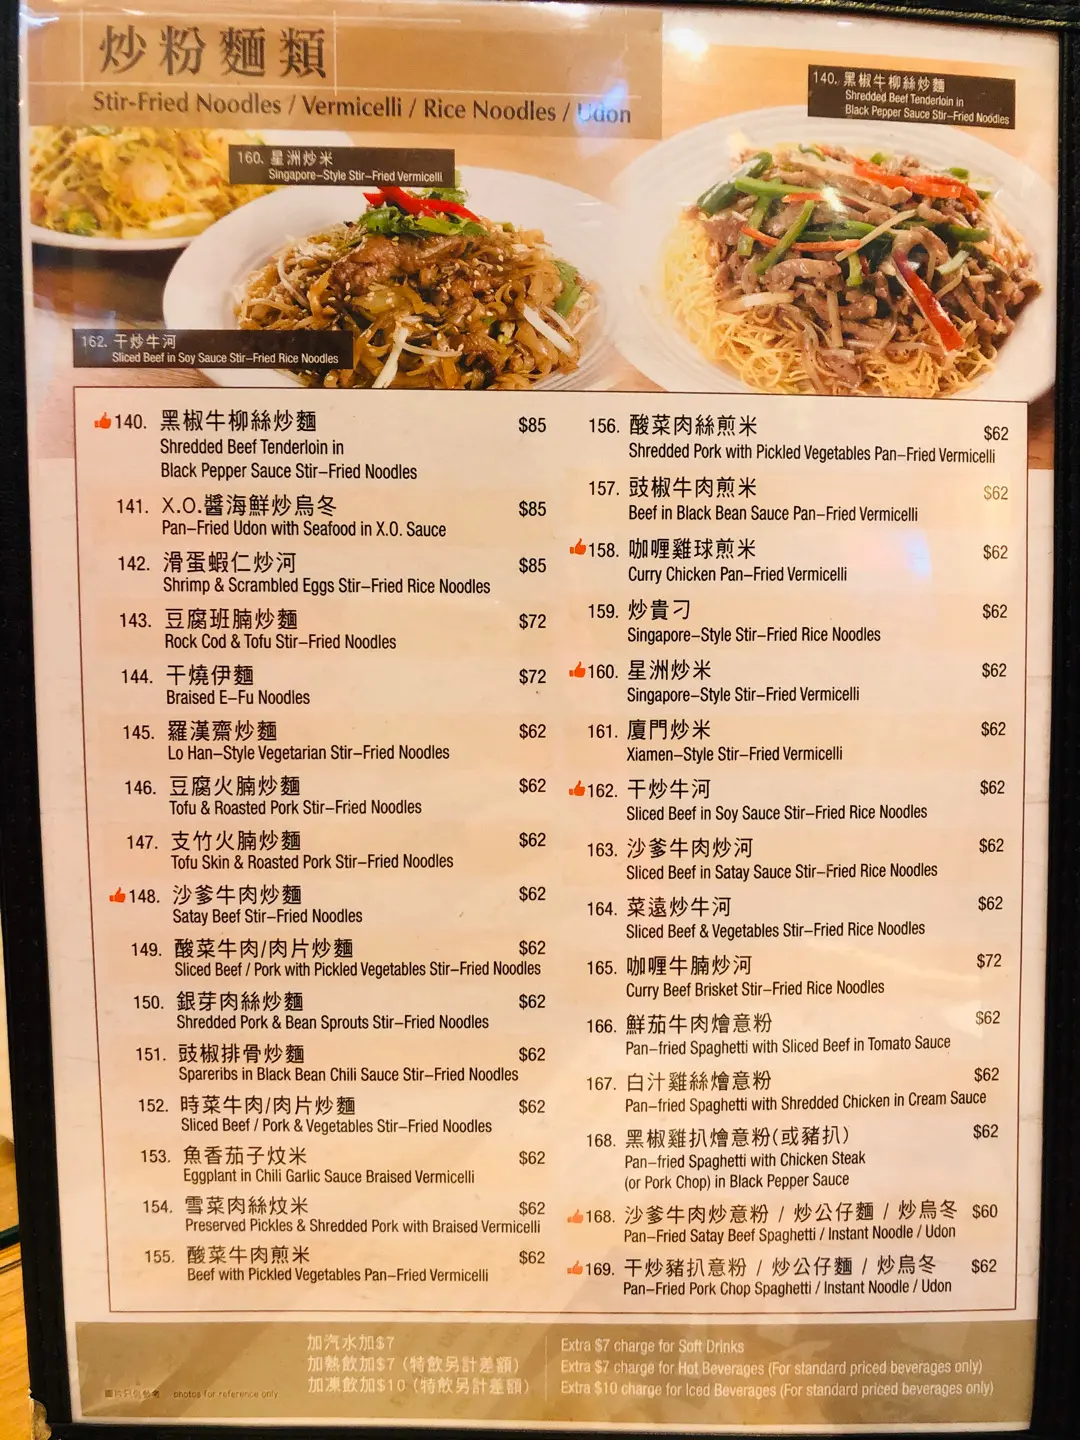 炒粉麵類
Stir-Fried Noodles / Vermicelli / Rice Noodles / Udon
140. 黑椒牛柳絲炒麵
Shredded Beef Tenderloin in
Black Pepper Sauce Stir-Fried Noodles
160. 星洲炒米
Singapore-Style Stir-Fried Vermicelli
162. 干炒牛河
Sliced Beef in Soy Sauce Stir-Fried Rice Noodles
140. 黑椒牛柳絲炒麵 $85
Shredded Beef Tenderloin in
Black Pepper Sauce Stir-Fried Noodles
141. X.O.醬海鮮炒烏冬 $85
Pan-Fried Udon with Seafood in X.O. Sauce
142. 滑蛋蝦仁炒河 $85
Shrimp & Scrambled Eggs Stir-Fried Rice Noodles
143. 豆腐班腩炒麵 $72
Rock Cod & Tofu Stir-Fried Noodles
144. 干燒伊麵 $72
Braised E-Fu Noodles
145. 羅漢齋炒麵 $62
Lo Han-Style Vegetarian Stir-Fried Noodles
146. 豆腐火腩炒麵 $62
Tofu & Roasted Pork Stir-Fried Noodles
147. 支竹火腩炒麵 $62
Tofu Skin & Roasted Pork Stir-Fried Noodles
148. 沙爹牛肉炒麵 $62
Satay Beef Stir-Fried Noodles
149. 酸菜牛肉/肉片炒麵 $62
Sliced Beef / Pork with Pickled Vegetables Stir-Fried Noodles
150. 銀芽肉絲炒麵 $62
Shredded Pork & Bean Sprouts Stir-Fried Noodles
151. 豉椒排骨炒麵 $62
Spareribs in Black Bean Chili Sauce Stir-Fried Noodles
152. 時菜牛肉/肉片炒麵 $62
Sliced Beef / Pork & Vegetables Stir-Fried Noodles
153. 魚香茄子炆米 $62
Eggplant in Chili Garlic Sauce Braised Vermicelli
154. 雪菜肉絲炆米 $62
Preserved Pickles & Shredded Pork with Braised Vermicelli
155. 酸菜牛肉煎米 $62
Beef with Pickled Vegetables Pan-Fried Vermicelli
156. 酸菜肉絲煎米 $62
Shredded Pork with Pickled Vegetables Pan-Fried Vermicelli
157. 豉椒牛肉煎米 $62
Beef in Black Bean Sauce Pan-Fried Vermicelli
158. 咖喱雞球煎米 $62
Curry Chicken Pan-Fried Vermicelli
159. 炒貴刁 $62
Singapore-Style Stir-Fried Rice Noodles
160. 星洲炒米 $62
Singapore-Style Stir-Fried Vermicelli
161. 廈門炒米 $62
Xiamen-Style Stir-Fried Vermicelli
162. 干炒牛河 $62
Sliced Beef in Soy Sauce Stir-Fried Rice Noodles
163. 沙爹牛肉炒河 $62
Sliced Beef in Satay Sauce Stir-Fried Rice Noodles
164. 菜遠炒牛河 $62
Sliced Beef & Vegetables Stir-Fried Rice Noodles
165. 咖喱牛腩炒河 $72
Curry Beef Brisket Stir-Fried Rice Noodles
166. 鮮茄牛肉燴意粉 $62
Pan-fried Spaghetti with Sliced Beef in Tomato Sauce
167. 白汁雞絲燴意粉 $62
Pan-fried Spaghetti with Shredded Chicken in Cream Sauce
168. 黑椒雞扒燴意粉(或豬扒) $62
Pan-fried Spaghetti with Chicken Steak
(or Pork Chop) in Black Pepper Sauce
168. 沙爹牛肉炒意粉 / 炒公仔麵 / 炒烏冬 $60
Pan-Fried Satay Beef Spaghetti / Instant Noodle / Udon
169. 干炒豬扒意粉 / 炒公仔麵 / 炒烏冬 $62
Pan-Fried Pork Chop Spaghetti / Instant Noodle / Udon
圖片只供參考 photos for reference only
加汽水加$7
加熱飲加$7 (特飲另計差額)
加凍飲加$10 (特飲另計差額)
Extra $7 charge for Soft Drinks
Extra $7 charge for Hot Beverages (For standard priced beverages only)
Extra $10 charge for Iced Beverages (For standard priced beverages only)